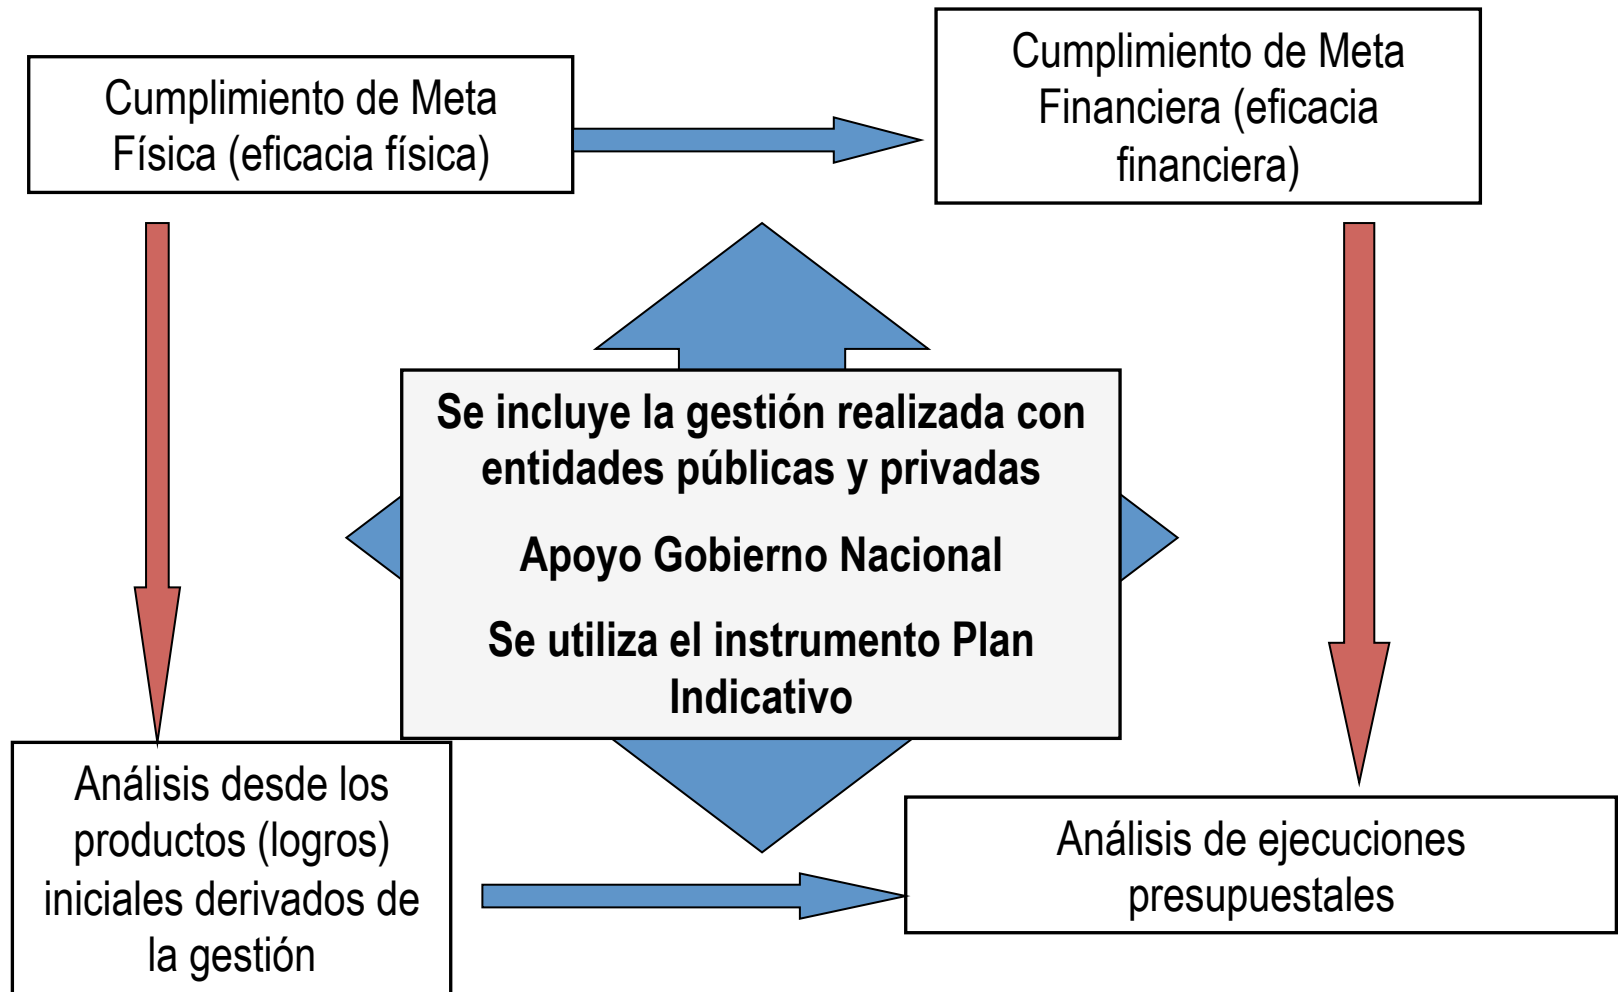 Cumplimiento de Meta
Física (eficacia física)
Cumplimiento de Meta
Financiera (eficacia
financiera)
Se incluye la gestión realizada con
entidades públicas y privadas
Apoyo Gobierno Nacional
Se utiliza el instrumento Plan
Indicativo
Análisis desde los
productos (logros)
iniciales derivados de
la gestión
Análisis de ejecuciones
presupuestales